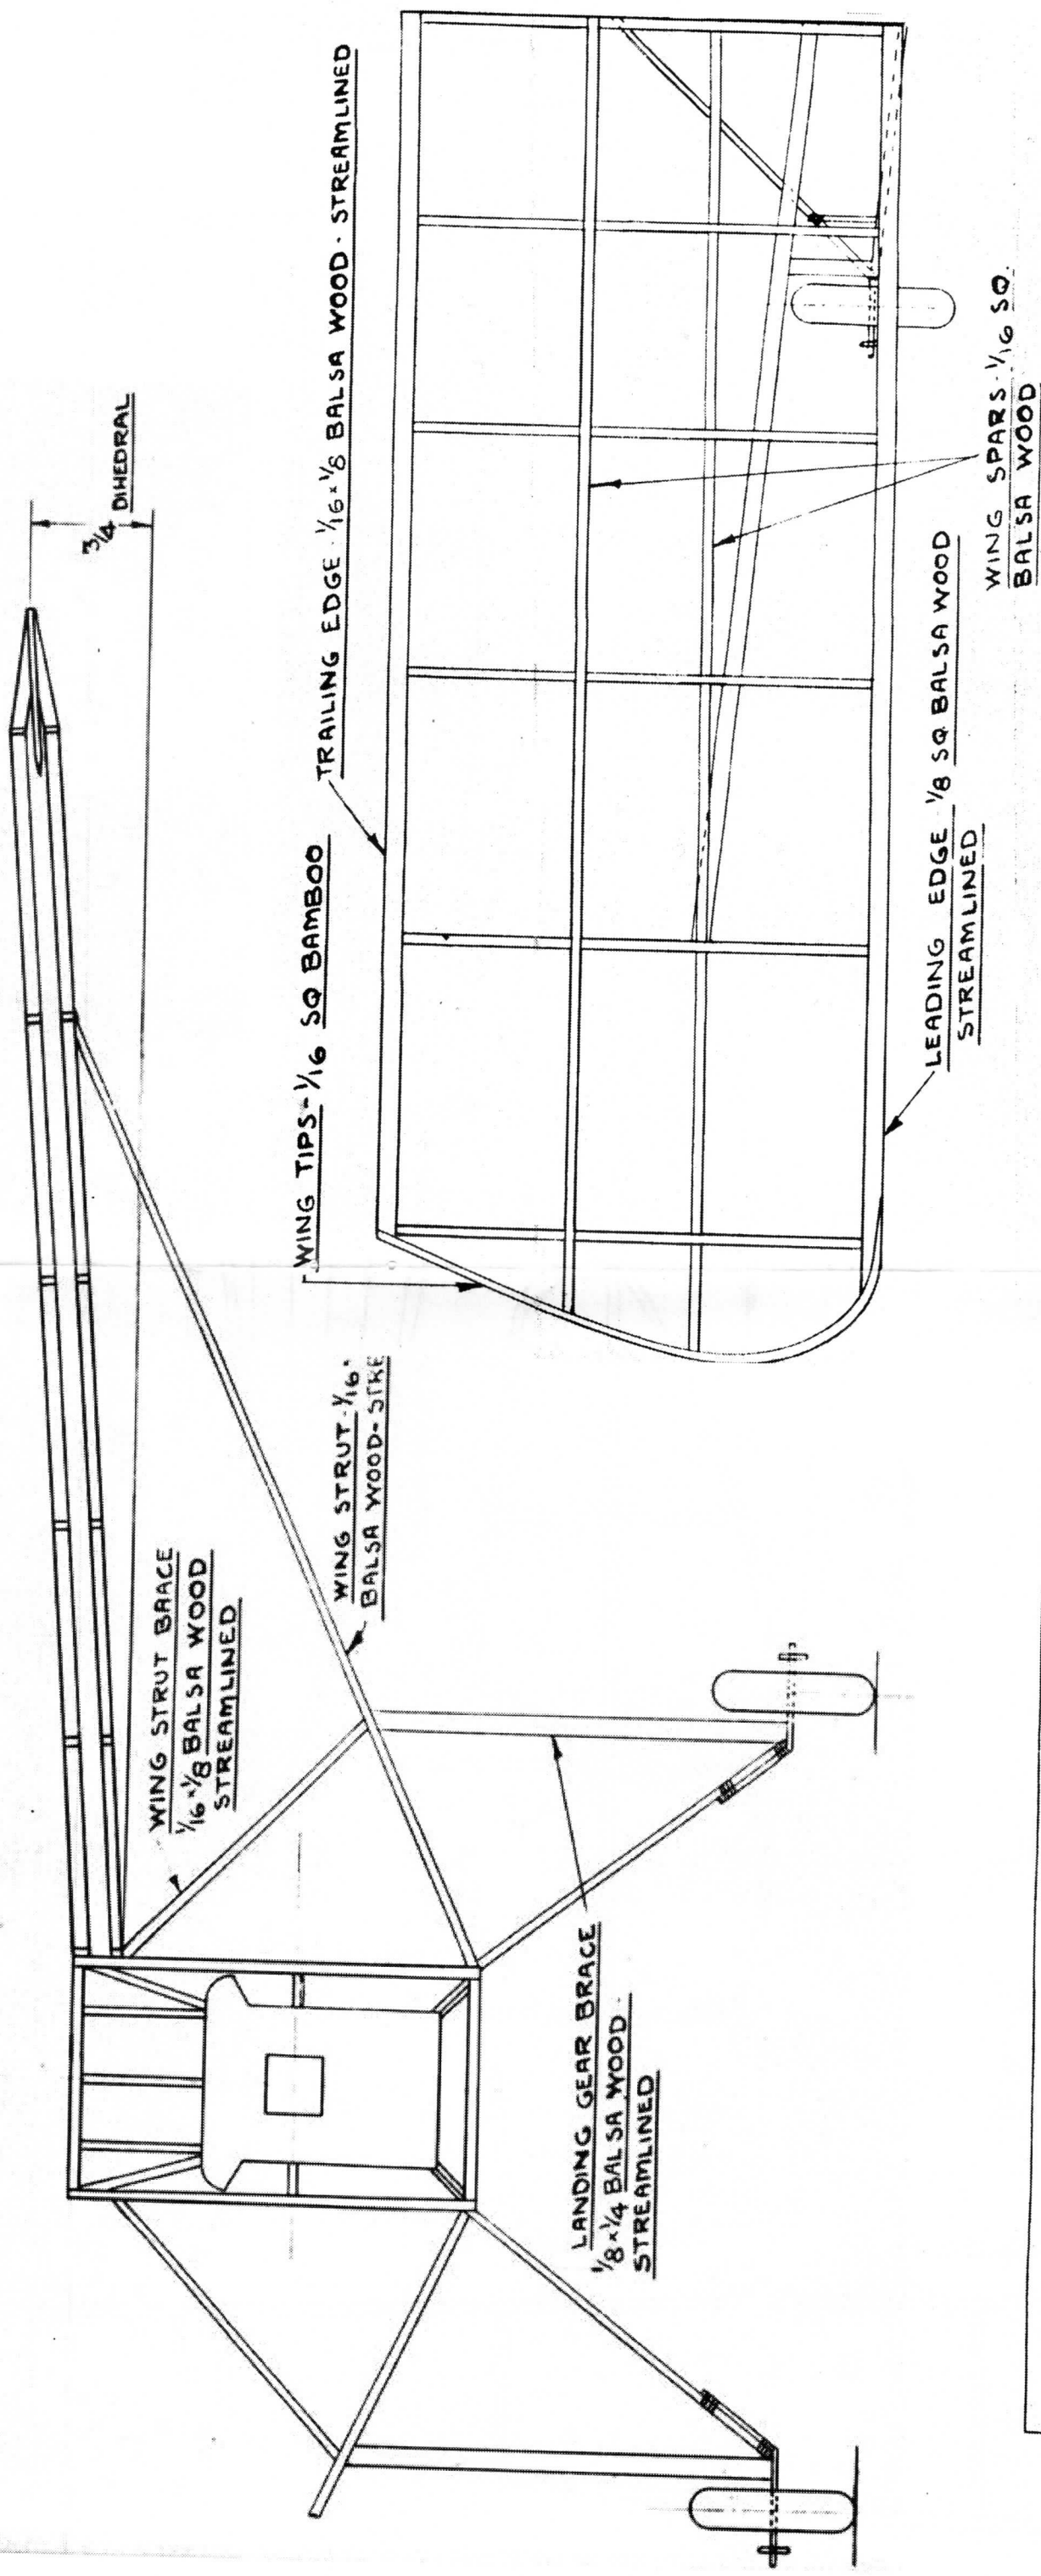 3/4 DIHEDRAL
TRAILING EDGE - 1/16 x 1/8 BALSA WOOD - STREAMLINED
WING TIPS - 1/16 SQ BAMBOO
WING STRUT BRACE
1/16 x 1/8 BALSA WOOD
STREAMLINED
WING STRUT - 1/16
BALSA WOOD - STRE
LANDING GEAR BRACE
1/8 x 1/4 BALSA WOOD -
STREAMLINED
LEADING EDGE 1/8 SQ BALSA WOOD
STREAMLINED
WING SPARS - 1/16 SQ.
BALSA WOOD